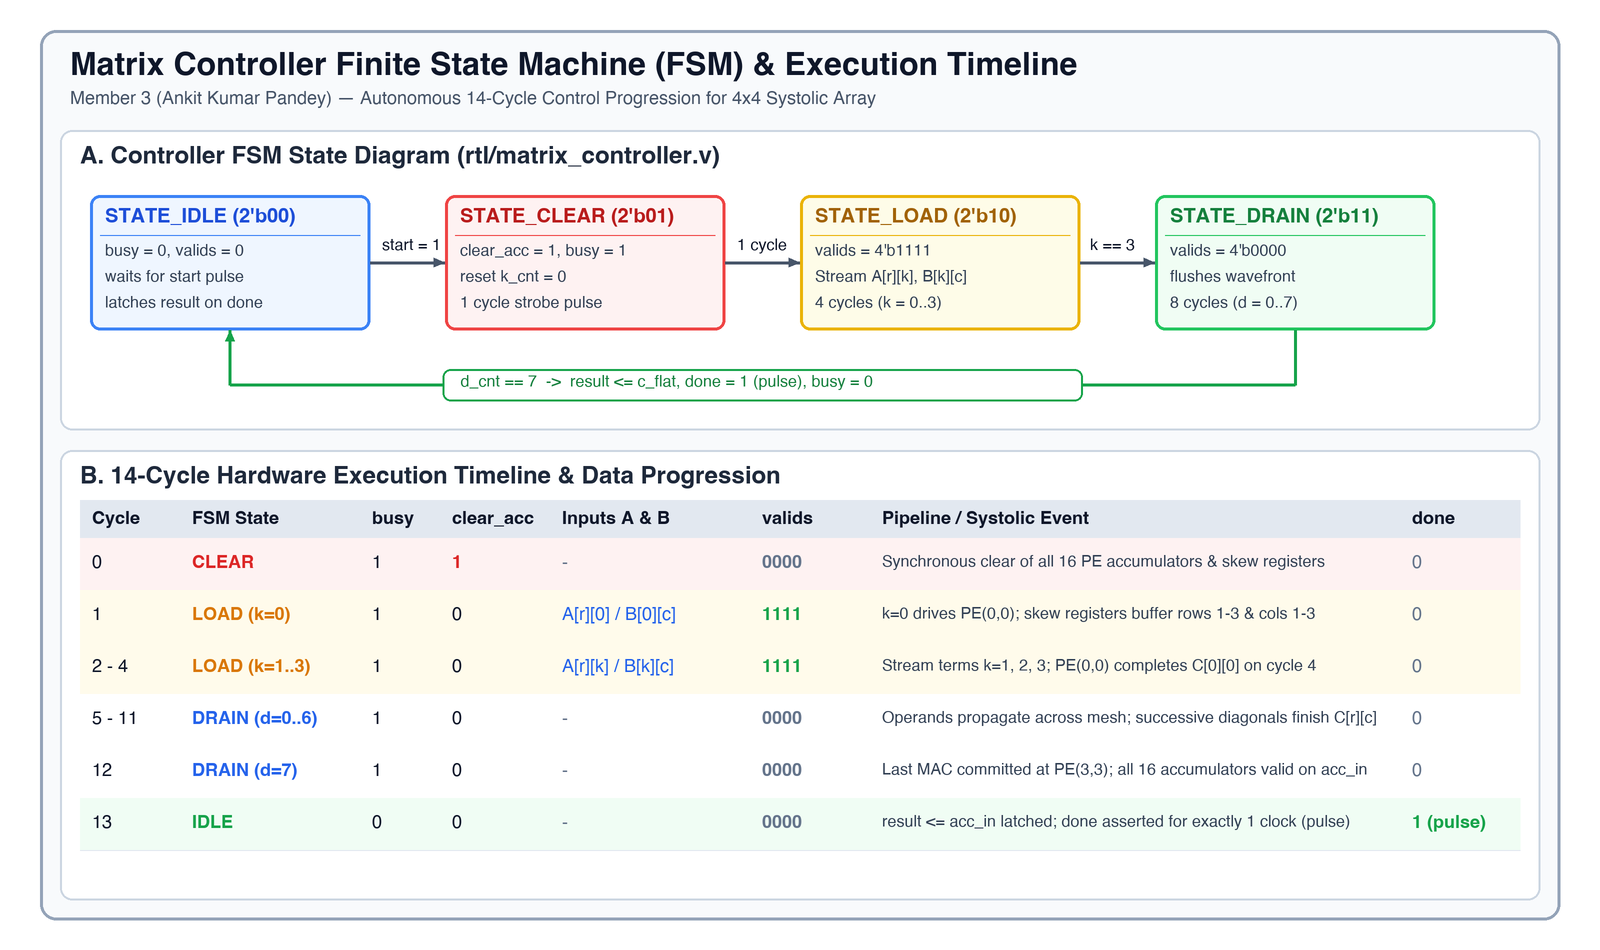 Matrix Controller Finite State Machine (FSM) & Execution Timeline
Member 3 (Ankit Kumar Pandey) — Autonomous 14-Cycle Control Progression for 4x4 Systolic Array
A. Controller FSM State Diagram (rtl/matrix_controller.v)
STATE_IDLE (2'b00)
busy = 0, valids = 0
waits for start pulse
latches result on done
start = 1
STATE_CLEAR (2'b01)
clear_acc = 1, busy = 1
reset k_cnt = 0
1 cycle strobe pulse
1 cycle
STATE_LOAD (2'b10)
valids = 4'b1111
Stream A[r][k], B[k][c]
4 cycles (k = 0..3)
k == 3
STATE_DRAIN (2'b11)
valids = 4'b0000
flushes wavefront
8 cycles (d = 0..7)
d_cnt == 7 -> result <= c_flat, done = 1 (pulse), busy = 0
B. 14-Cycle Hardware Execution Timeline & Data Progression
Cycle FSM State busy clear_acc Inputs A & B valids Pipeline / Systolic Event done
0 CLEAR 1 1 - 0000 Synchronous clear of all 16 PE accumulators & skew registers 0
1 LOAD (k=0) 1 0 A[r][0] / B[0][c] 1111 k=0 drives PE(0,0); skew registers buffer rows 1-3 & cols 1-3 0
2 - 4 LOAD (k=1..3) 1 0 A[r][k] / B[k][c] 1111 Stream terms k=1, 2, 3; PE(0,0) completes C[0][0] on cycle 4 0
5 - 11 DRAIN (d=0..6) 1 0 - 0000 Operands propagate across mesh; successive diagonals finish C[r][c] 0
12 DRAIN (d=7) 1 0 - 0000 Last MAC committed at PE(3,3); all 16 accumulators valid on acc_in 0
13 IDLE 0 0 - 0000 result <= acc_in latched; done asserted for exactly 1 clock (pulse) 1 (pulse)